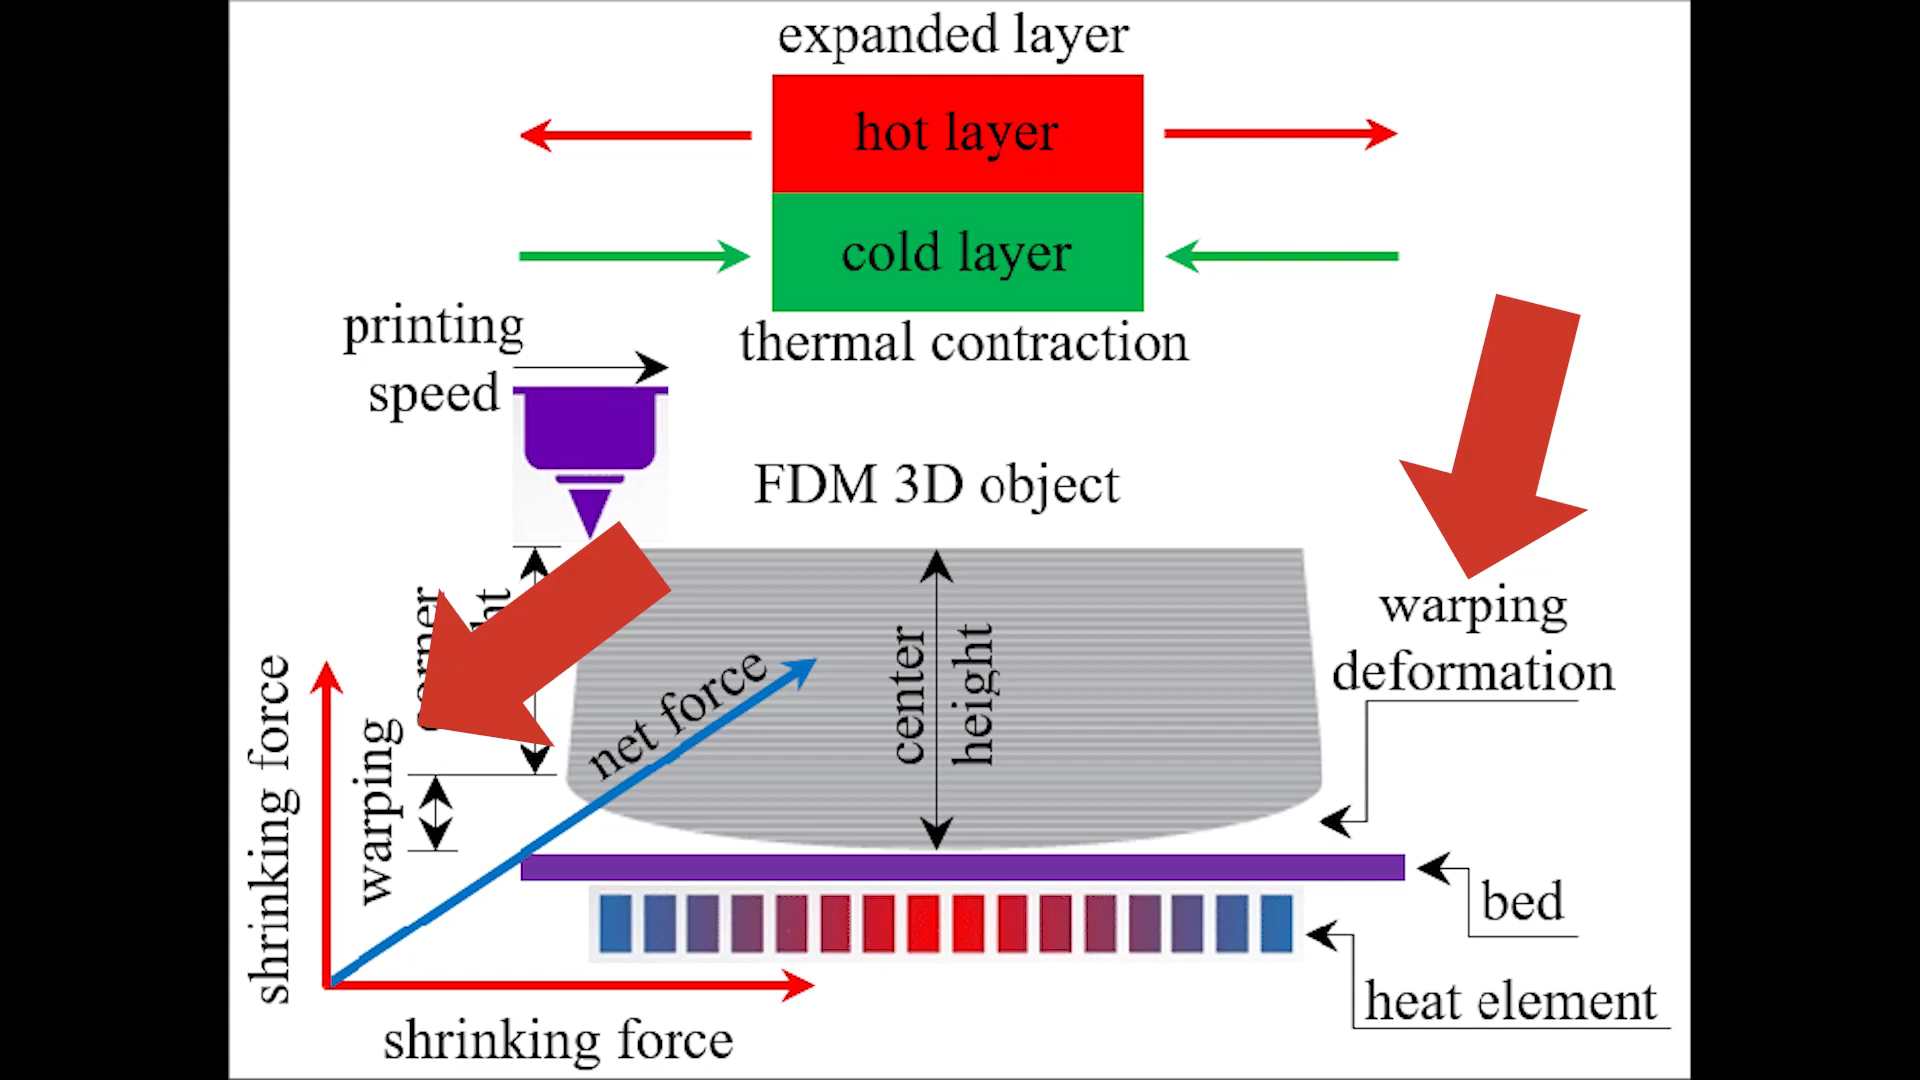 expanded layer
hot layer
cold layer
thermal contraction
printing
speed
FDM 3D object
warping
deformation
center
height
net force
warping
shrinking force
shrinking force
bed
heat element